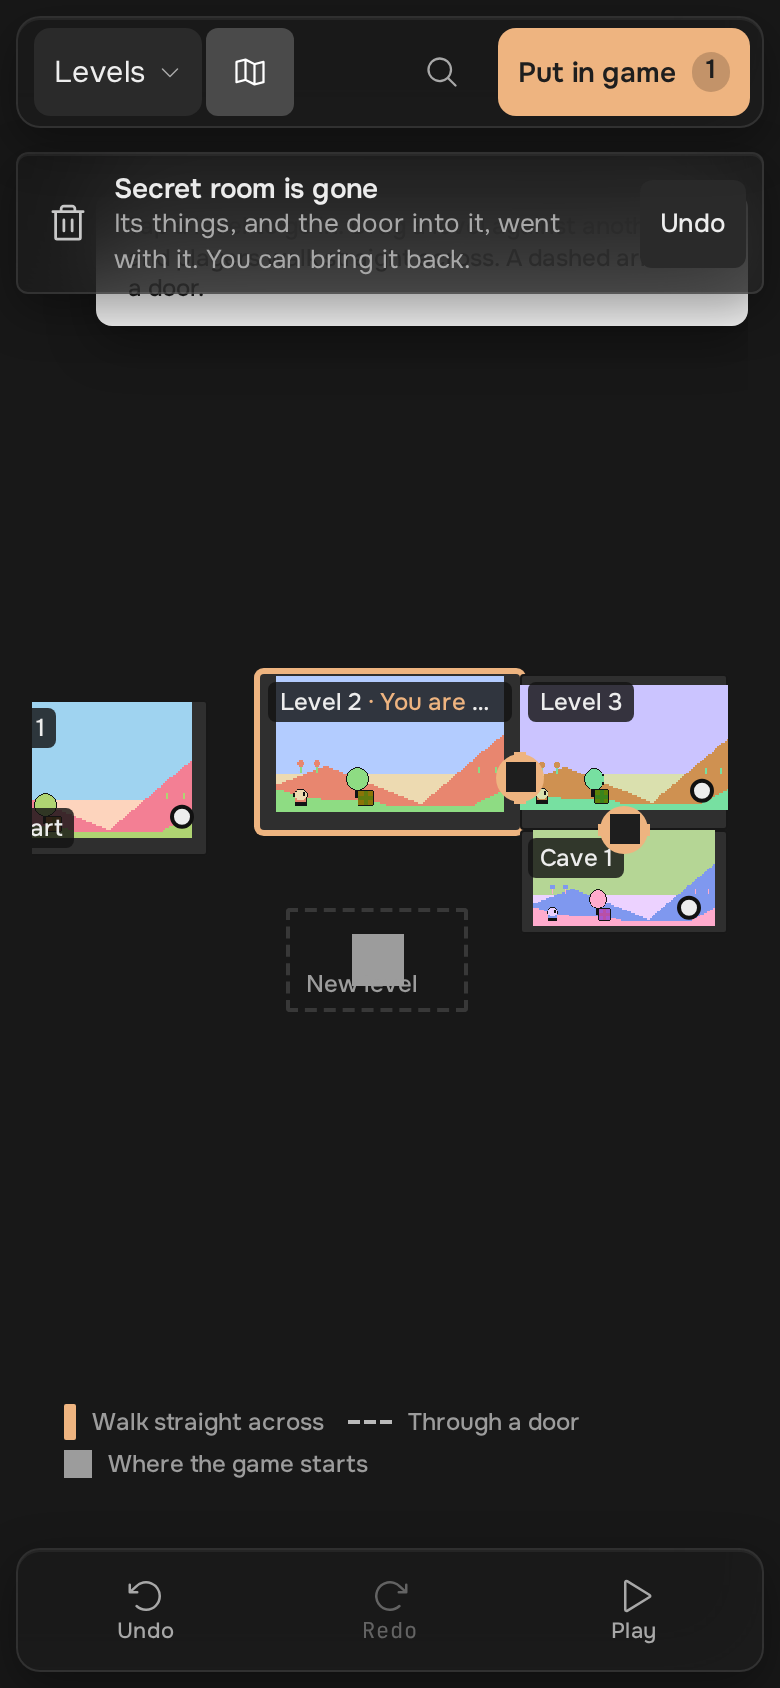 Levels
Put in game 1
Secret room is gone
Its things, and the door into it, went
with it. You can bring it back.
Undo
a door.
1
art
Level 2 · You are ...
Level 3
Cave 1
New level
Walk straight across
Through a door
Where the game starts
Undo
Redo
Play